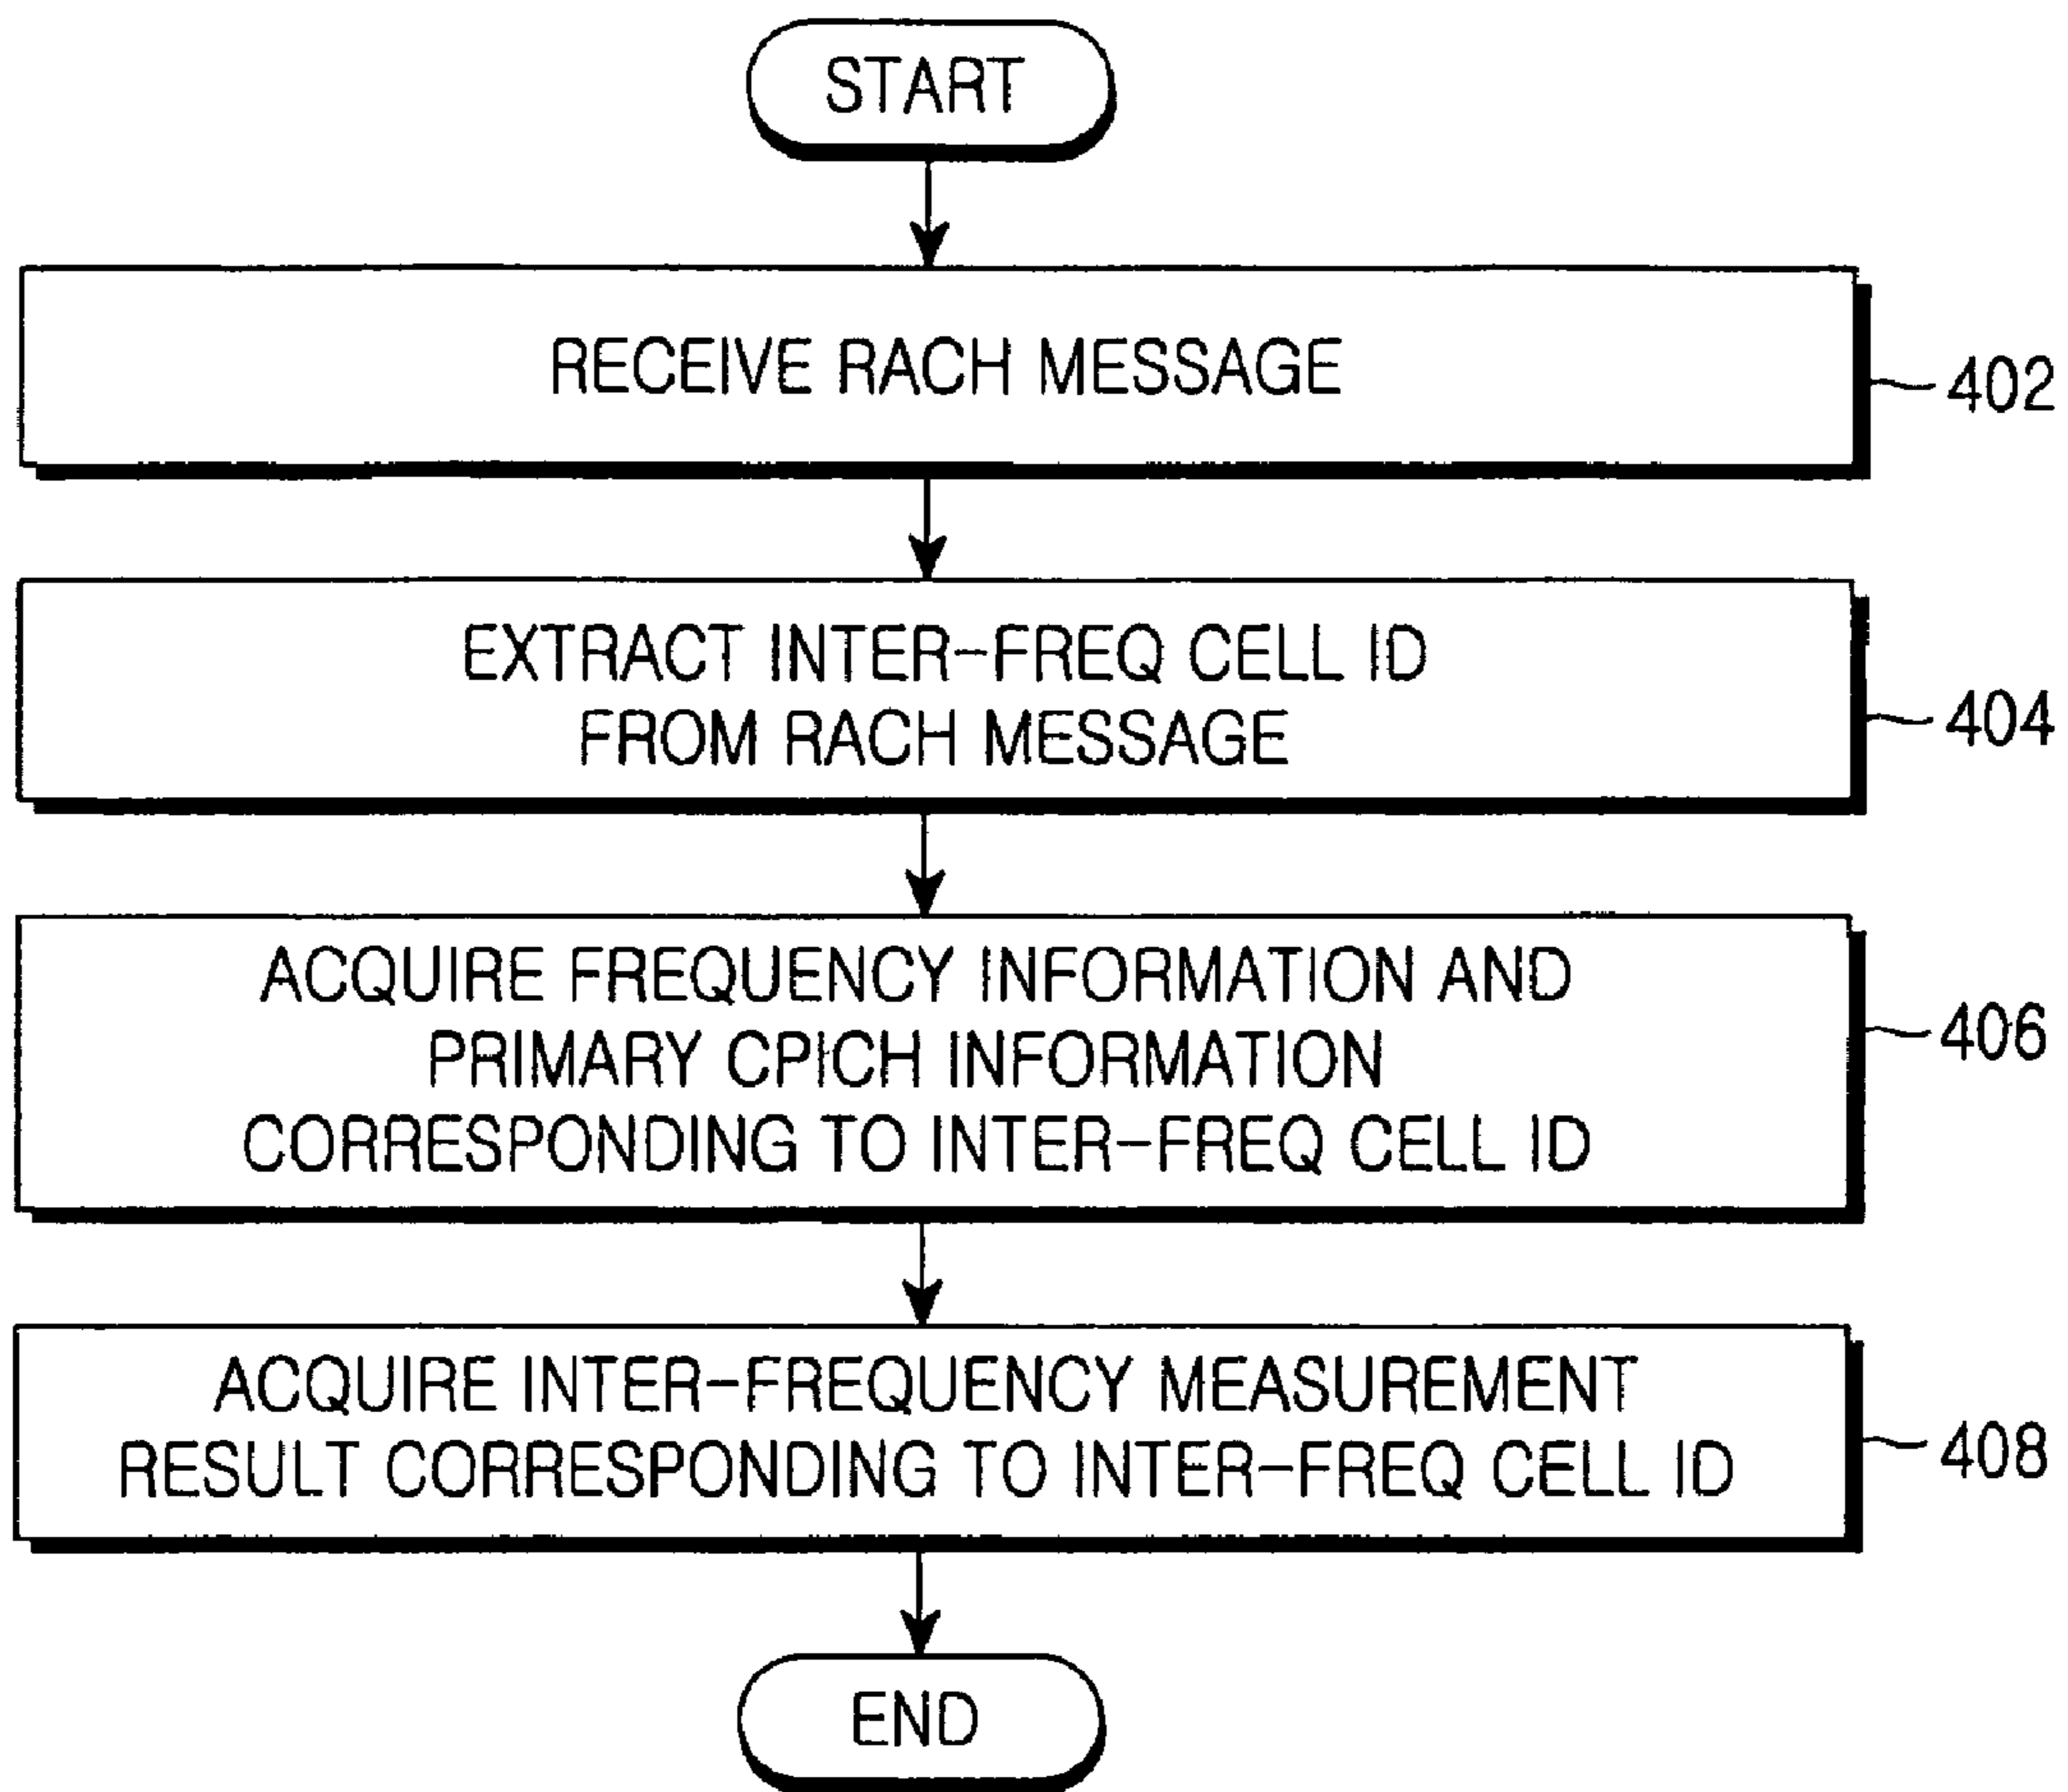 START
RECEIVE RACH MESSAGE
402
EXTRACT INTER-FREQ CELL ID
FROM RACH MESSAGE
404
ACQUIRE FREQUENCY INFORMATION AND
PRIMARY CPICH INFORMATION
CORRESPONDING TO INTER-FREQ CELL ID
406
ACQUIRE INTER-FREQUENCY MEASUREMENT
RESULT CORRESPONDING TO INTER-FREQ CELL ID
408
END